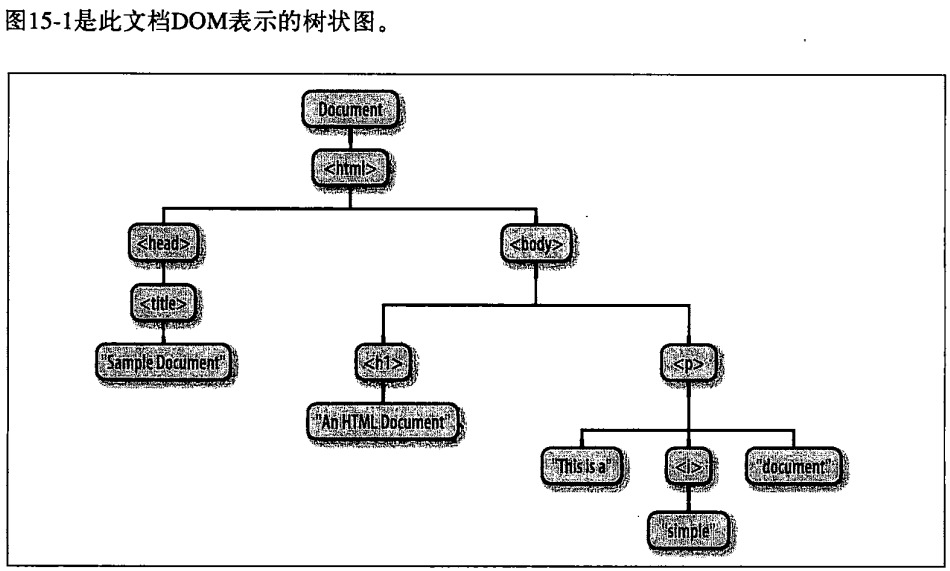 图15-1是此文档DOM表示的树状图。
Document
<html>
<head>
<body>
<title>
"Sample Document"
<h1>
<p>
"An HTML Document"
"This is a"
<i>
"document"
"simple"